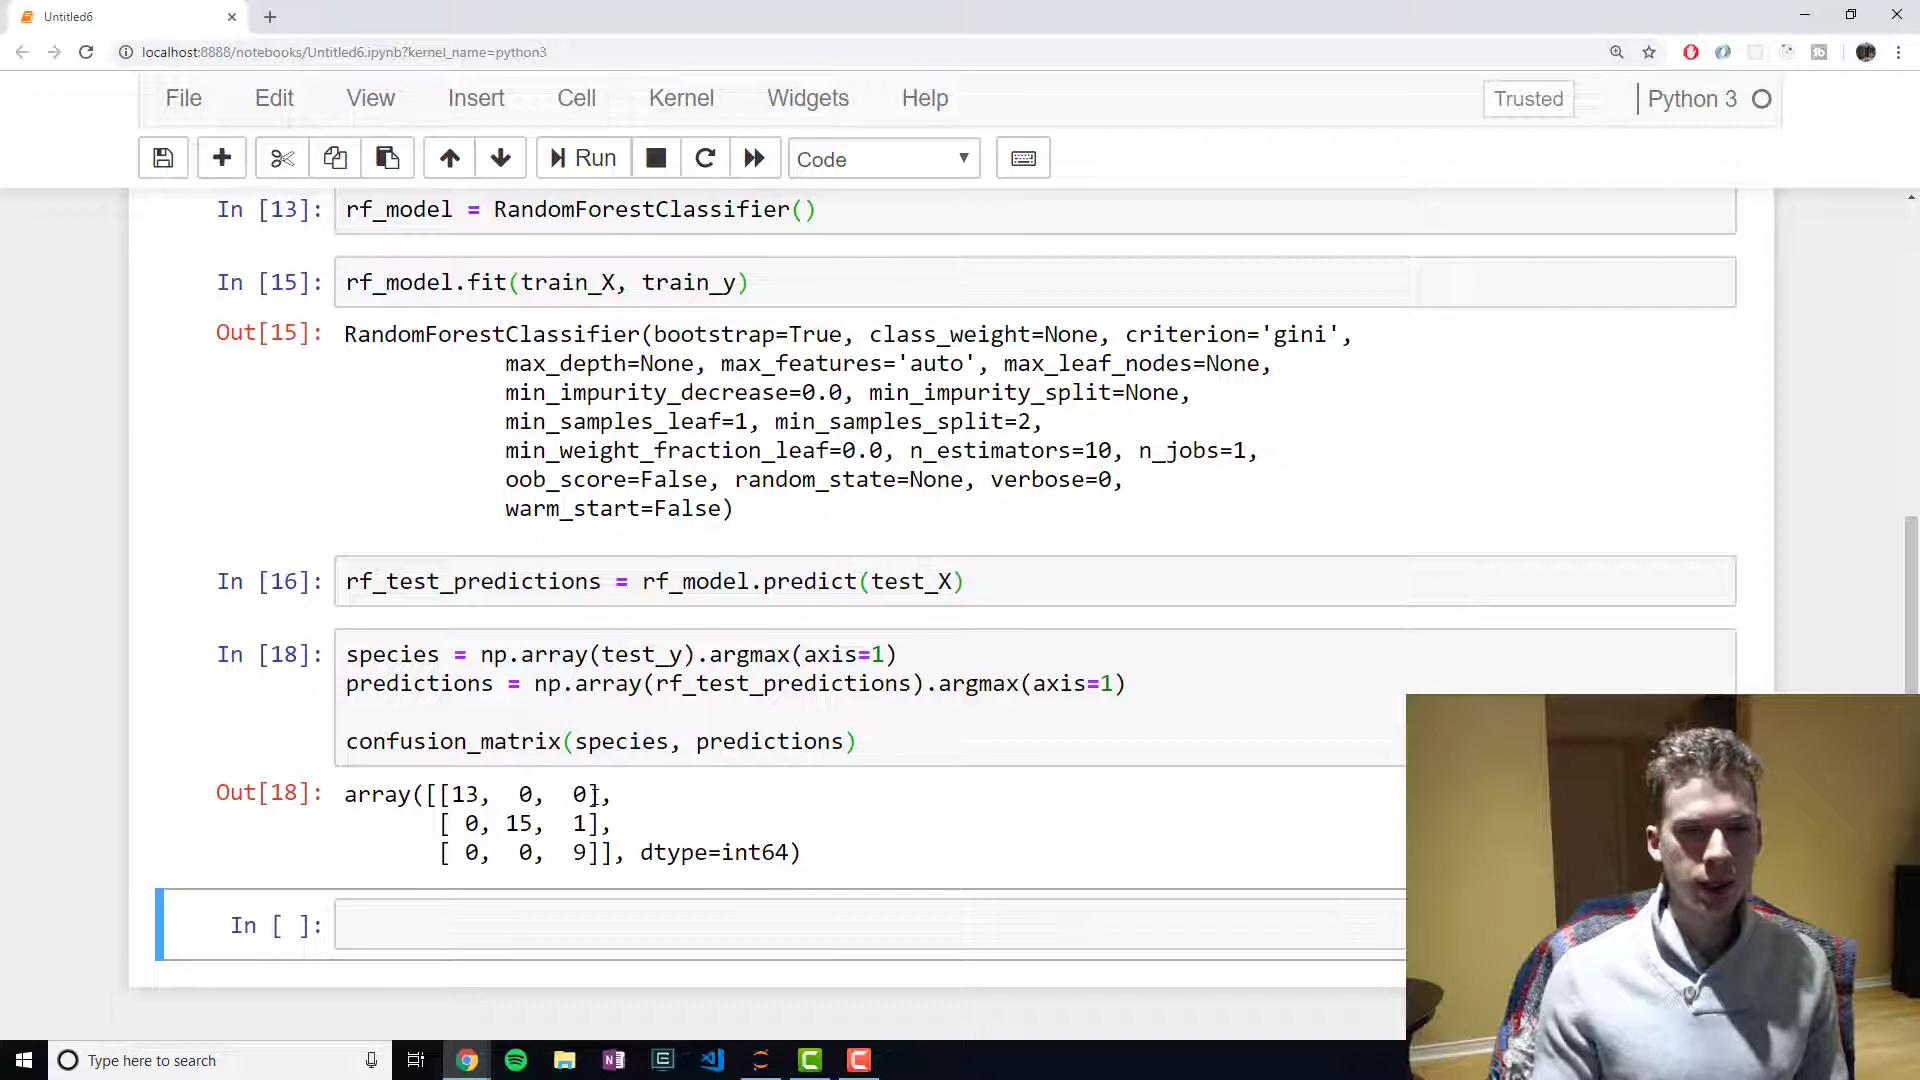 Untitled6
localhost:8888/notebooks/Untitled6.ipynb?kernel_name=python3
File Edit View Insert Cell Kernel Widgets Help Trusted Python 3
Run Code
In [13]: rf_model = RandomForestClassifier()
In [15]: rf_model.fit(train_X, train_y)
Out[15]: RandomForestClassifier(bootstrap=True, class_weight=None, criterion='gini',
max_depth=None, max_features='auto', max_leaf_nodes=None,
min_impurity_decrease=0.0, min_impurity_split=None,
min_samples_leaf=1, min_samples_split=2,
min_weight_fraction_leaf=0.0, n_estimators=10, n_jobs=1,
oob_score=False, random_state=None, verbose=0,
warm_start=False)
In [16]: rf_test_predictions = rf_model.predict(test_X)
In [18]: species = np.array(test_y).argmax(axis=1)
predictions = np.array(rf_test_predictions).argmax(axis=1)
confusion_matrix(species, predictions)
Out[18]: array([[13, 0, 0],
[ 0, 15, 1],
[ 0, 0, 9]], dtype=int64)
In [ ]:
Type here to search